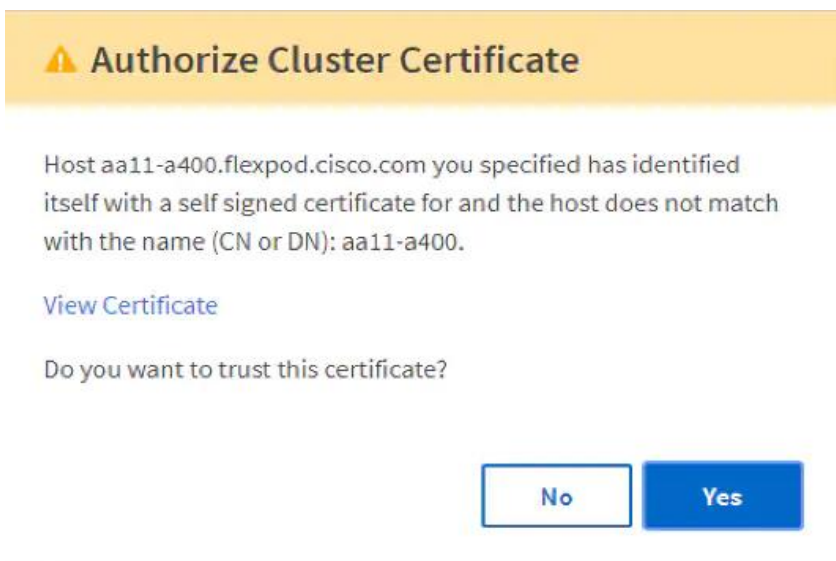 Authorize Cluster Certificate
Host aa11-a400.flexpod.cisco.com you specified has identified
itself with a self signed certificate for and the host does not match
with the name (CN or DN): aa11-a400.
View Certificate
Do you want to trust this certificate?
No
Yes